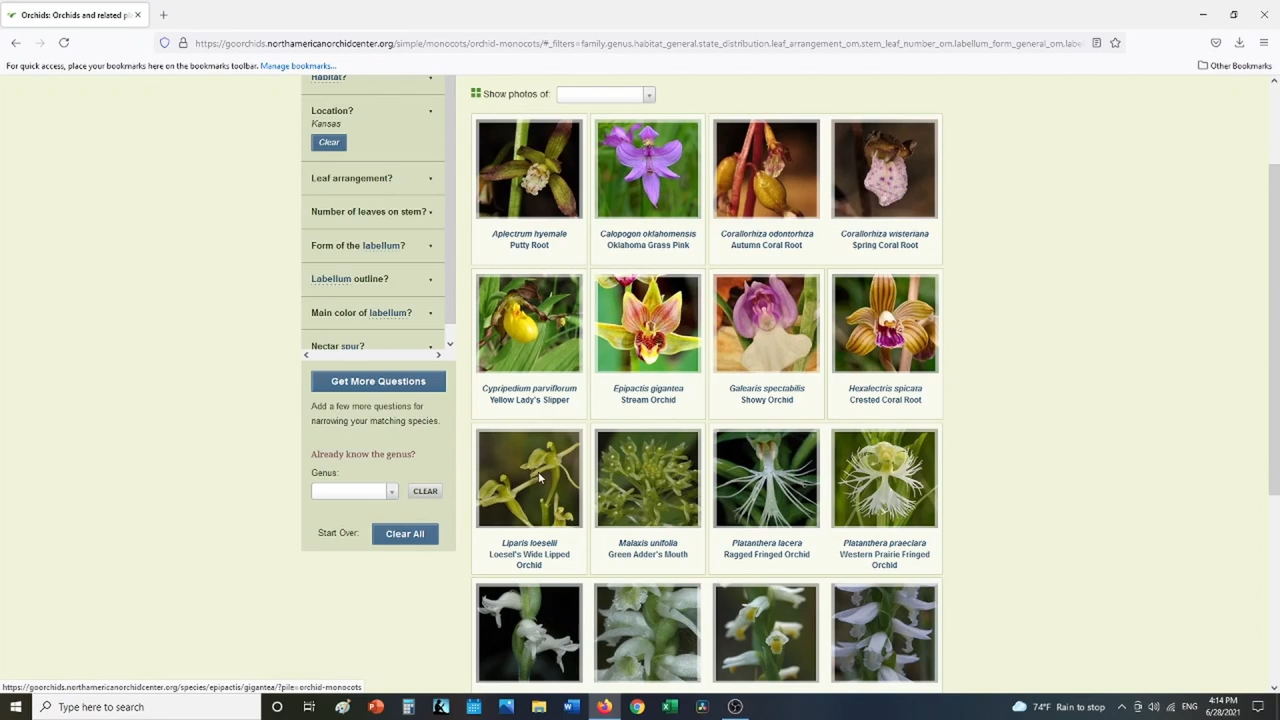 Orchids: Orchids and related pl
https://goorchids.northamericanorchidcenter.org/simple/monocots/orchid-monocots/#_filters=family.genus.habitat_general.state_distribution.leaf_arrangement_om.stem_leaf_number_om.labellum_form_general_om.labe
For quick access, place your bookmarks here on the bookmarks toolbar. Manage bookmarks...
Other Bookmarks
Habitat?
Location?
Kansas
Clear
Leaf arrangement?
Number of leaves on stem?
Form of the labellum?
Labellum outline?
Main color of labellum?
Nectar spur?
Get More Questions
Add a few more questions for
narrowing your matching species.
Already know the genus?
Genus:
CLEAR
Start Over:
Clear All
Show photos of:
Aplectrum hyemale
Putty Root
Calopogon oklahomensis
Oklahoma Grass Pink
Corallorhiza odontorhiza
Autumn Coral Root
Corallorhiza wisteriana
Spring Coral Root
Cypripedium parviflorum
Yellow Lady's Slipper
Epipactis gigantea
Stream Orchid
Galearis spectabilis
Showy Orchid
Hexalectris spicata
Crested Coral Root
Liparis loeselii
Loesel's Wide Lipped
Orchid
Malaxis unifolia
Green Adder's Mouth
Platanthera lacera
Ragged Fringed Orchid
Platanthera praeclara
Western Prairie Fringed
Orchid
https://goorchids.northamericanorchidcenter.org/species/epipactis/gigantea/?pile=orchid-monocots
Type here to search
74°F Rain to stop
ENG
4:14 PM
6/28/2021